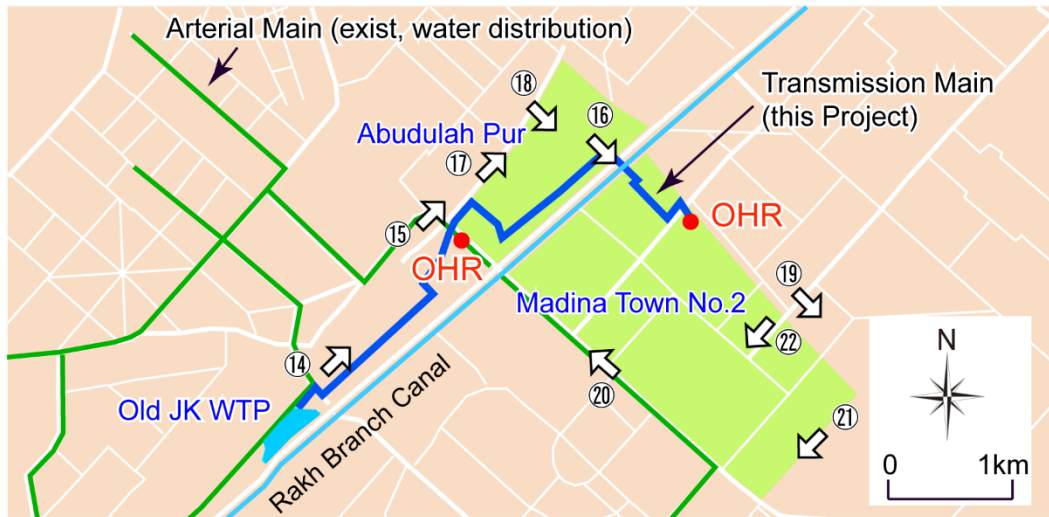 Arterial Main (exist, water distribution)
Transmission Main
(this Project)
⑱
⑯
Abudulah Pur
⑰
⑮
OHR
OHR
⑲
Madina Town No.2
㉒
⑭
⑳
Old JK WTP
Rakh Branch Canal
㉑
N
0 1km